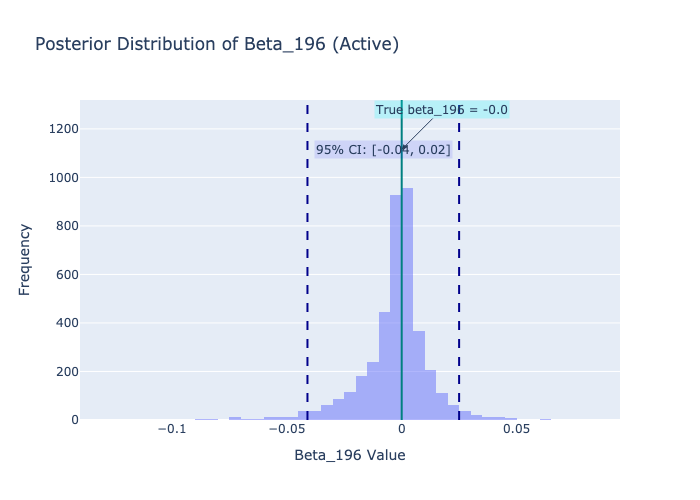 Posterior Distribution of Beta_196 (Active)
True beta_196 = -0.0
95% CI: [-0.04, 0.02]
1200
1000
800
600
400
200
0
Frequency
−0.1
−0.05
0
0.05
Beta_196 Value